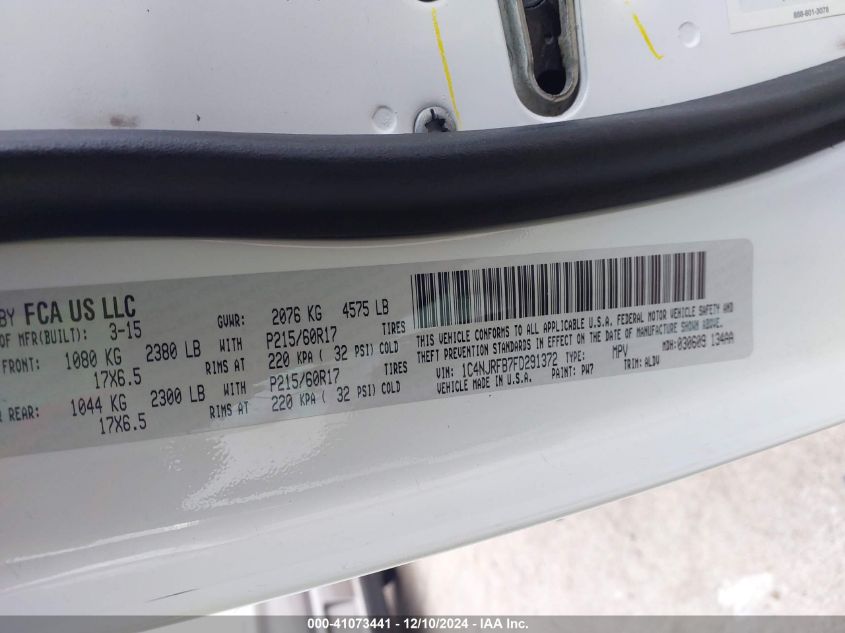 888-801-3078
BY FCA US LLC
OF MFR(BUILT): 3-15 GVWR: 2076 KG 4575 LB
FRONT: 1080 KG 2380 LB WITH P215/60R17 TIRES
17X6.5 RIMS AT 220 KPA ( 32 PSI) COLD
REAR: 1044 KG 2300 LB WITH P215/60R17 TIRES
17X6.5 RIMS AT 220 KPA ( 32 PSI) COLD
THIS VEHICLE CONFORMS TO ALL APPLICABLE U.S.A. FEDERAL MOTOR VEHICLE SAFETY AND
THEFT PREVENTION STANDARDS IN EFFECT ON THE DATE OF MANUFACTURE SHOWN ABOVE.
VIN: 1C4NJRFB7FD291372 TYPE: MPV MDH: 030609 134AA
VEHICLE MADE IN U.S.A. PAINT: PW7 TRIM: ALDV
000-41073441 - 12/10/2024 - IAA Inc.